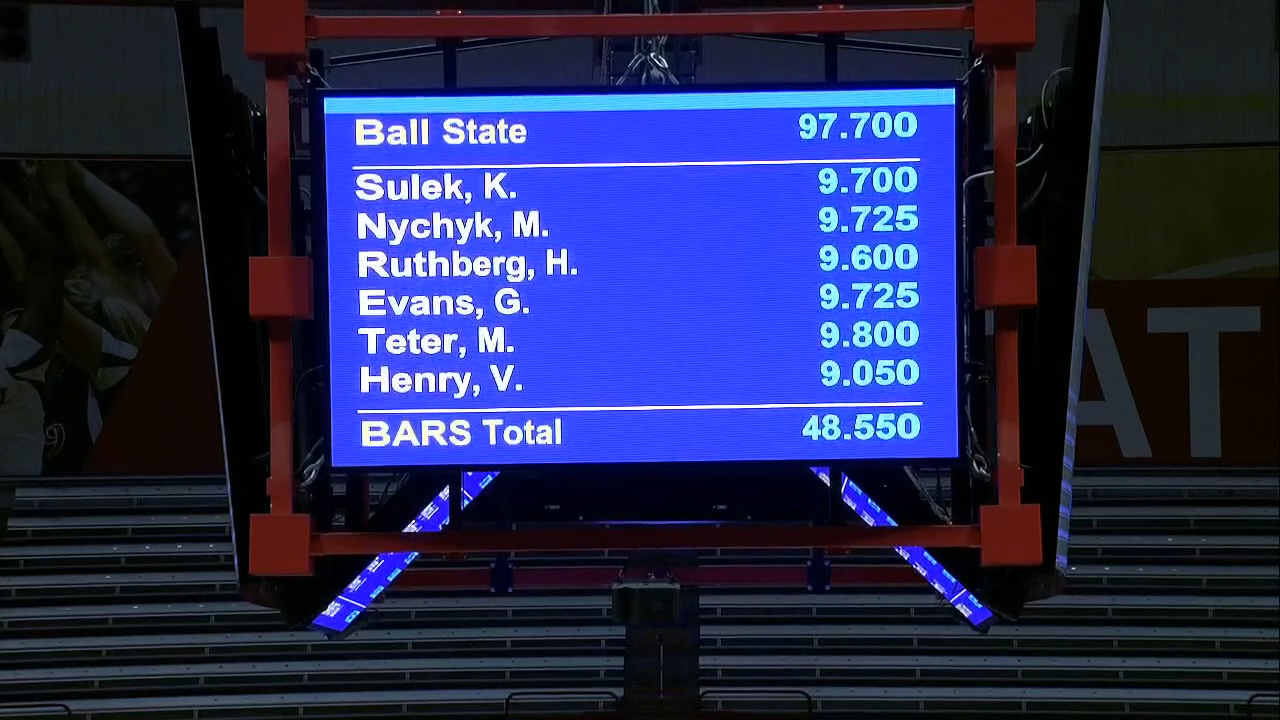 Ball State 97.700
Sulek, K. 9.700
Nychyk, M. 9.725
Ruthberg, H. 9.600
Evans, G. 9.725
Teter, M. 9.800
Henry, V. 9.050
BARS Total 48.550
AT